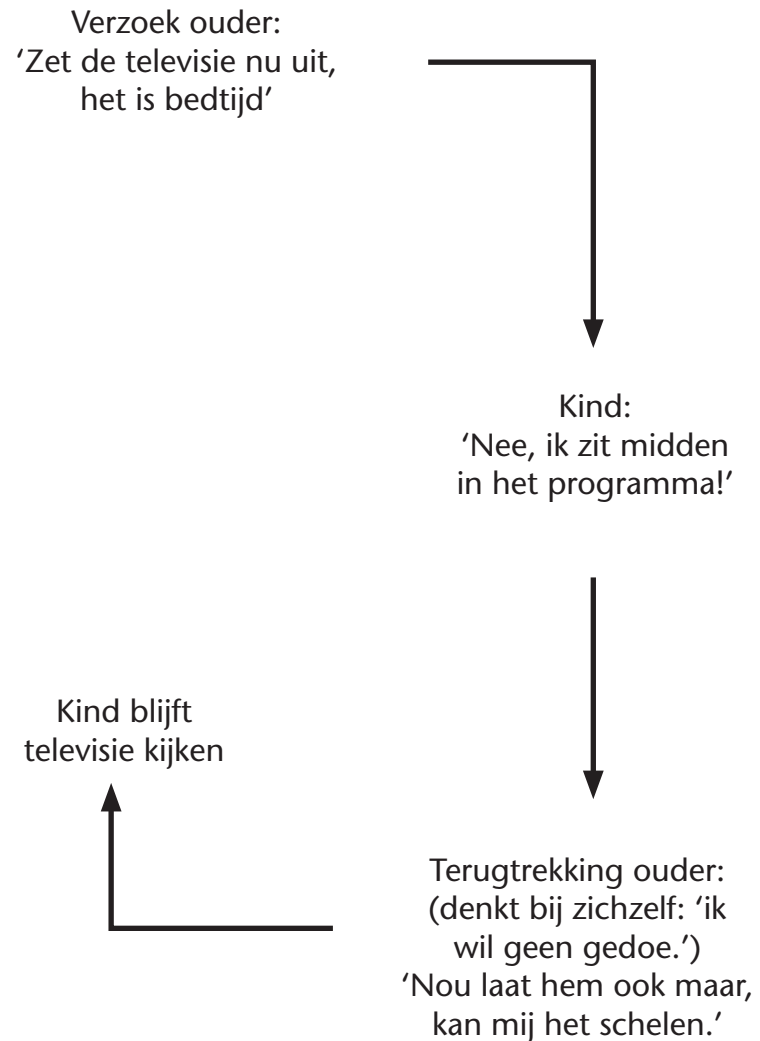 Verzoek ouder:
‘Zet de televisie nu uit,
het is bedtijd’
Kind:
‘Nee, ik zit midden
in het programma!’
Terugtrekking ouder:
(denkt bij zichzelf: ‘ik
wil geen gedoe.’)
‘Nou laat hem ook maar,
kan mij het schelen.’
Kind blijft
televisie kijken